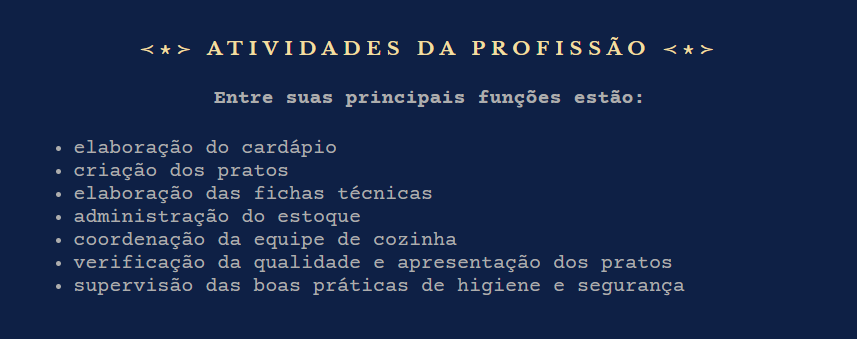 ≺⋆≻ ATIVIDADES DA PROFISSÃO ≺⋆≻
Entre suas principais funções estão:
• elaboração do cardápio
• criação dos pratos
• elaboração das fichas técnicas
• administração do estoque
• coordenação da equipe de cozinha
• verificação da qualidade e apresentação dos pratos
• supervisão das boas práticas de higiene e segurança